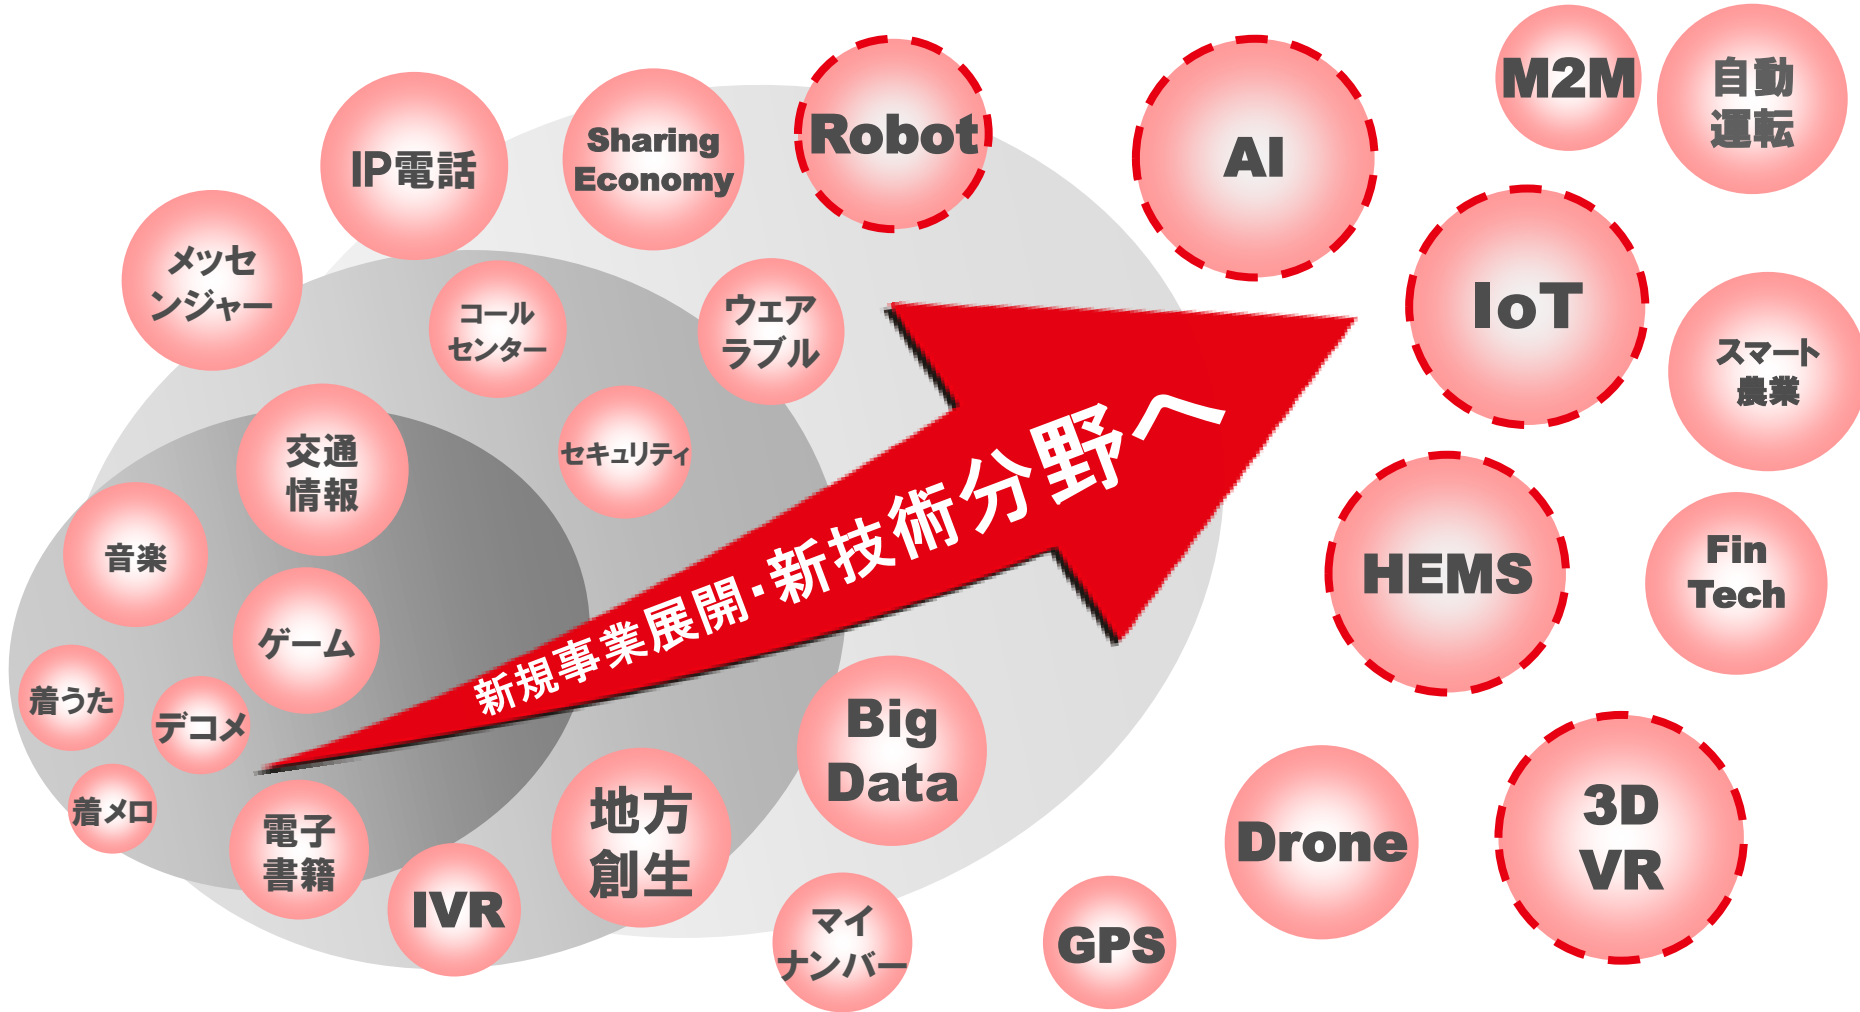 M2M
自動
運転
Robot
AI
Sharing
Economy
IP電話
メッセ
ンジャー
コール
センター
ウェア
ラブル
IoT
スマート
農業
交通
情報
セキュリティ
新規事業展開・新技術分野へ
音楽
ゲーム
HEMS
Fin
Tech
着うた
デコメ
着メロ
電子
書籍
IVR
地方
創生
Big
Data
マイ
ナンバー
GPS
Drone
3D
VR